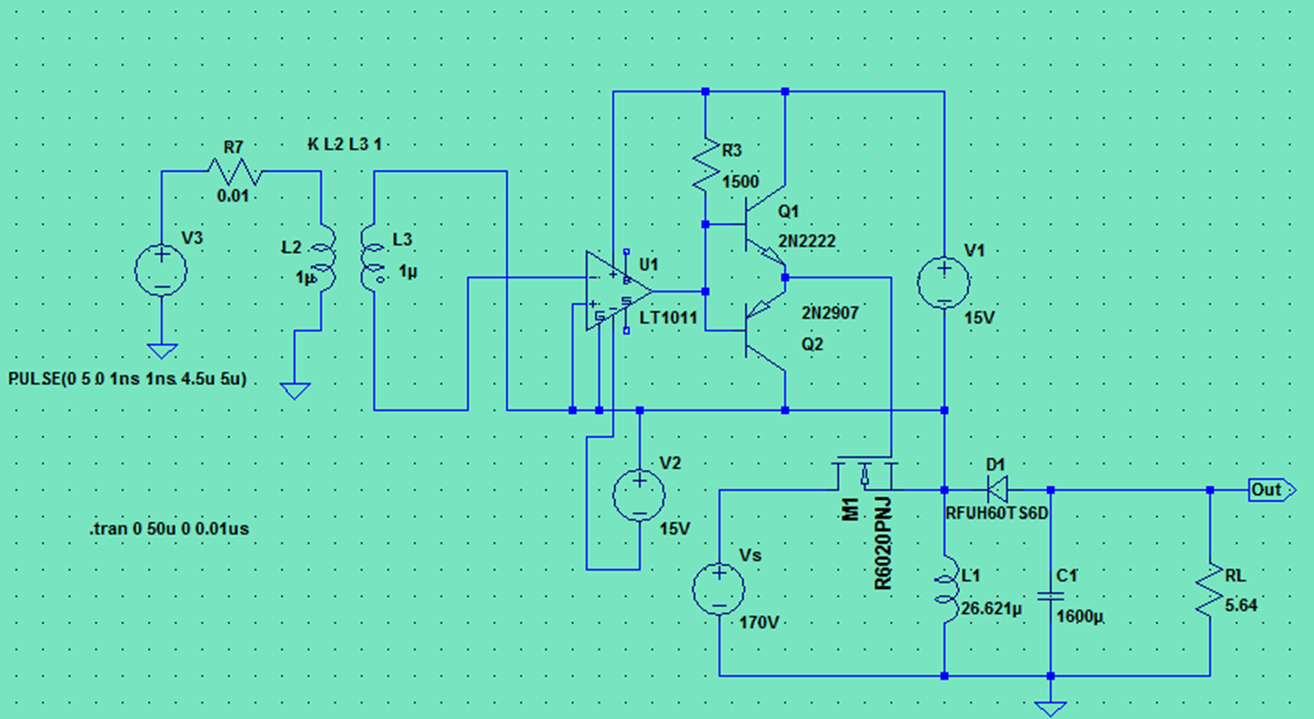 K L2 L3 1
R7
0.01
V3
L2
1µ
L3
1µ
PULSE(0 5 0 1ns 1ns 4.5u 5u)
.tran 0 50u 0 0.01us
R3
1500
Q1
2N2222
U1
LT1011
G
B
S
2N2907
Q2
V1
15V
V2
15V
Vs
170V
M1
R6020PNJ
D1
RFUH60TS6D
L1
26.621µ
C1
1600µ
RL
5.64
Out